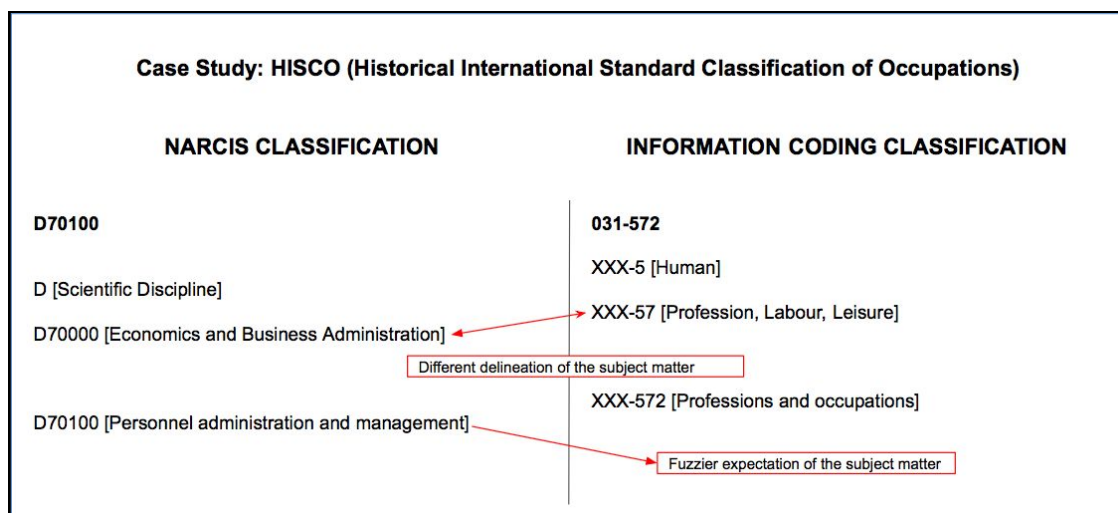 Case Study: HISCO (Historical International Standard Classification of Occupations)
NARCIS CLASSIFICATION
INFORMATION CODING CLASSIFICATION
D70100
D [Scientific Discipline]
D70000 [Economics and Business Administration]
D70100 [Personnel administration and management]
031-572
XXX-5 [Human]
XXX-57 [Profession, Labour, Leisure]
Different delineation of the subject matter
XXX-572 [Professions and occupations]
Fuzzier expectation of the subject matter